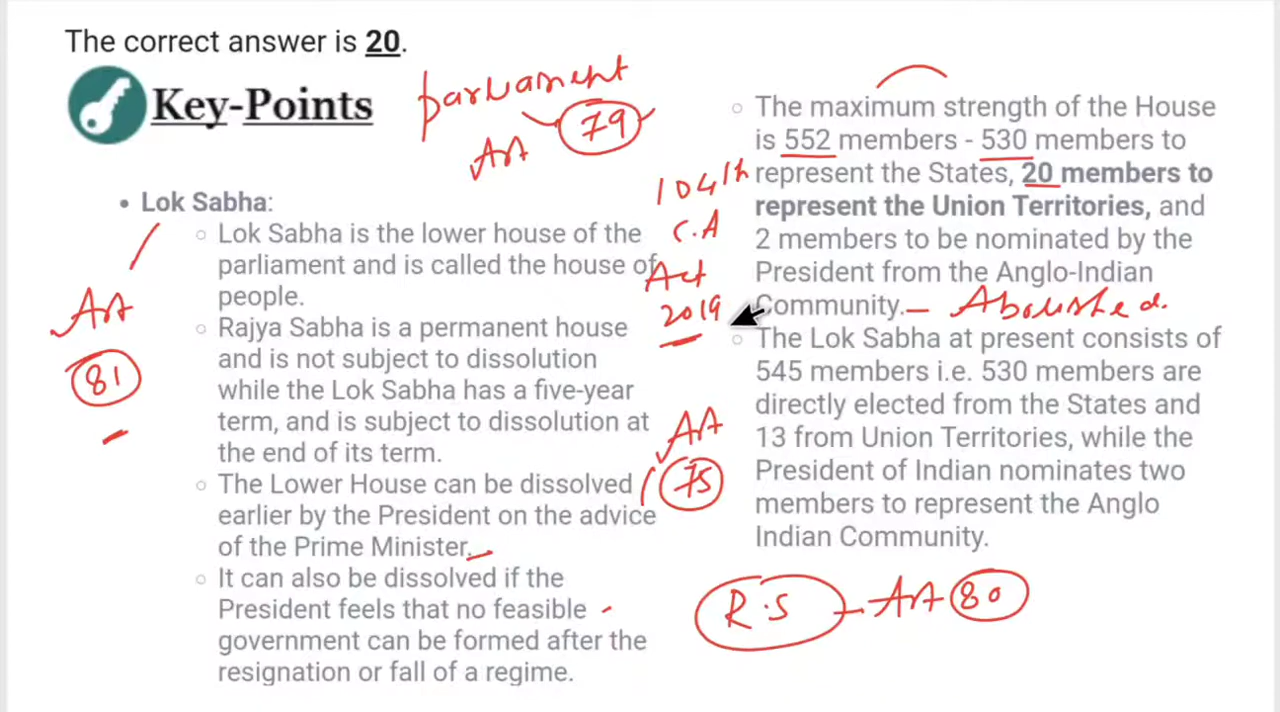 The correct answer is 20.
Key-Points
parliament
Art 79
• Lok Sabha:
Art
81
○ Lok Sabha is the lower house of the
parliament and is called the house of
people.
○ Rajya Sabha is a permanent house
and is not subject to dissolution
while the Lok Sabha has a five-year
term, and is subject to dissolution at
the end of its term.
○ The Lower House can be dissolved
earlier by the President on the advice
of the Prime Minister.
○ It can also be dissolved if the
President feels that no feasible
government can be formed after the
resignation or fall of a regime.
104th
C.A
Act
2019
Art
75
○ The maximum strength of the House
is 552 members - 530 members to
represent the States, 20 members to
represent the Union Territories, and
2 members to be nominated by the
President from the Anglo-Indian
Community. - Abolished.
○ The Lok Sabha at present consists of
545 members i.e. 530 members are
directly elected from the States and
13 from Union Territories, while the
President of Indian nominates two
members to represent the Anglo
Indian Community.
R.S - Art 80